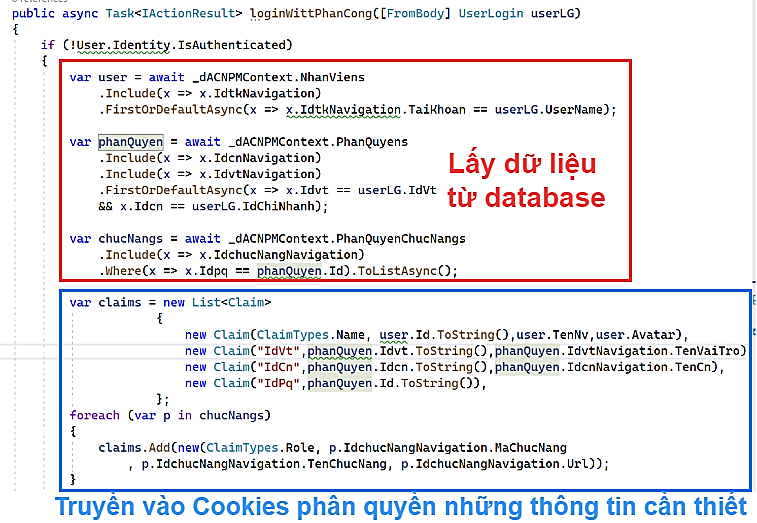 public async Task<IActionResult> loginWittPhanCong([FromBody] UserLogin userLG)
{
if (!User.Identity.IsAuthenticated)
{
var user = await _dACNPMContext.NhanViens
.Include(x => x.IdtkNavigation)
.FirstOrDefaultAsync(x => x.IdtkNavigation.TaiKhoan == userLG.UserName);
var phanQuyen = await _dACNPMContext.PhanQuyens
.Include(x => x.IdcnNavigation)
.Include(x => x.IdvtNavigation)
.FirstOrDefaultAsync(x => x.Idvt == userLG.IdVt
&& x.Idcn == userLG.IdChiNhanh);
Lấy dữ liệu
từ database
var chucNangs = await _dACNPMContext.PhanQuyenChucNangs
.Include(x => x.IdchucNangNavigation)
.Where(x => x.Idpq == phanQuyen.Id).ToListAsync();
var claims = new List<Claim>
{
new Claim(ClaimTypes.Name, user.Id.ToString(),user.TenNv,user.Avatar),
new Claim("IdVt",phanQuyen.Idvt.ToString(),phanQuyen.IdvtNavigation.TenVaiTro)
new Claim("IdCn",phanQuyen.Idcn.ToString(),phanQuyen.IdcnNavigation.TenCn),
new Claim("IdPq",phanQuyen.Id.ToString()),
};
foreach (var p in chucNangs)
{
claims.Add(new(ClaimTypes.Role, p.IdchucNangNavigation.MaChucNang
, p.IdchucNangNavigation.TenChucNang, p.IdchucNangNavigation.Url));
}
Truyền vào Cookies phân quyền những thông tin cần thiết